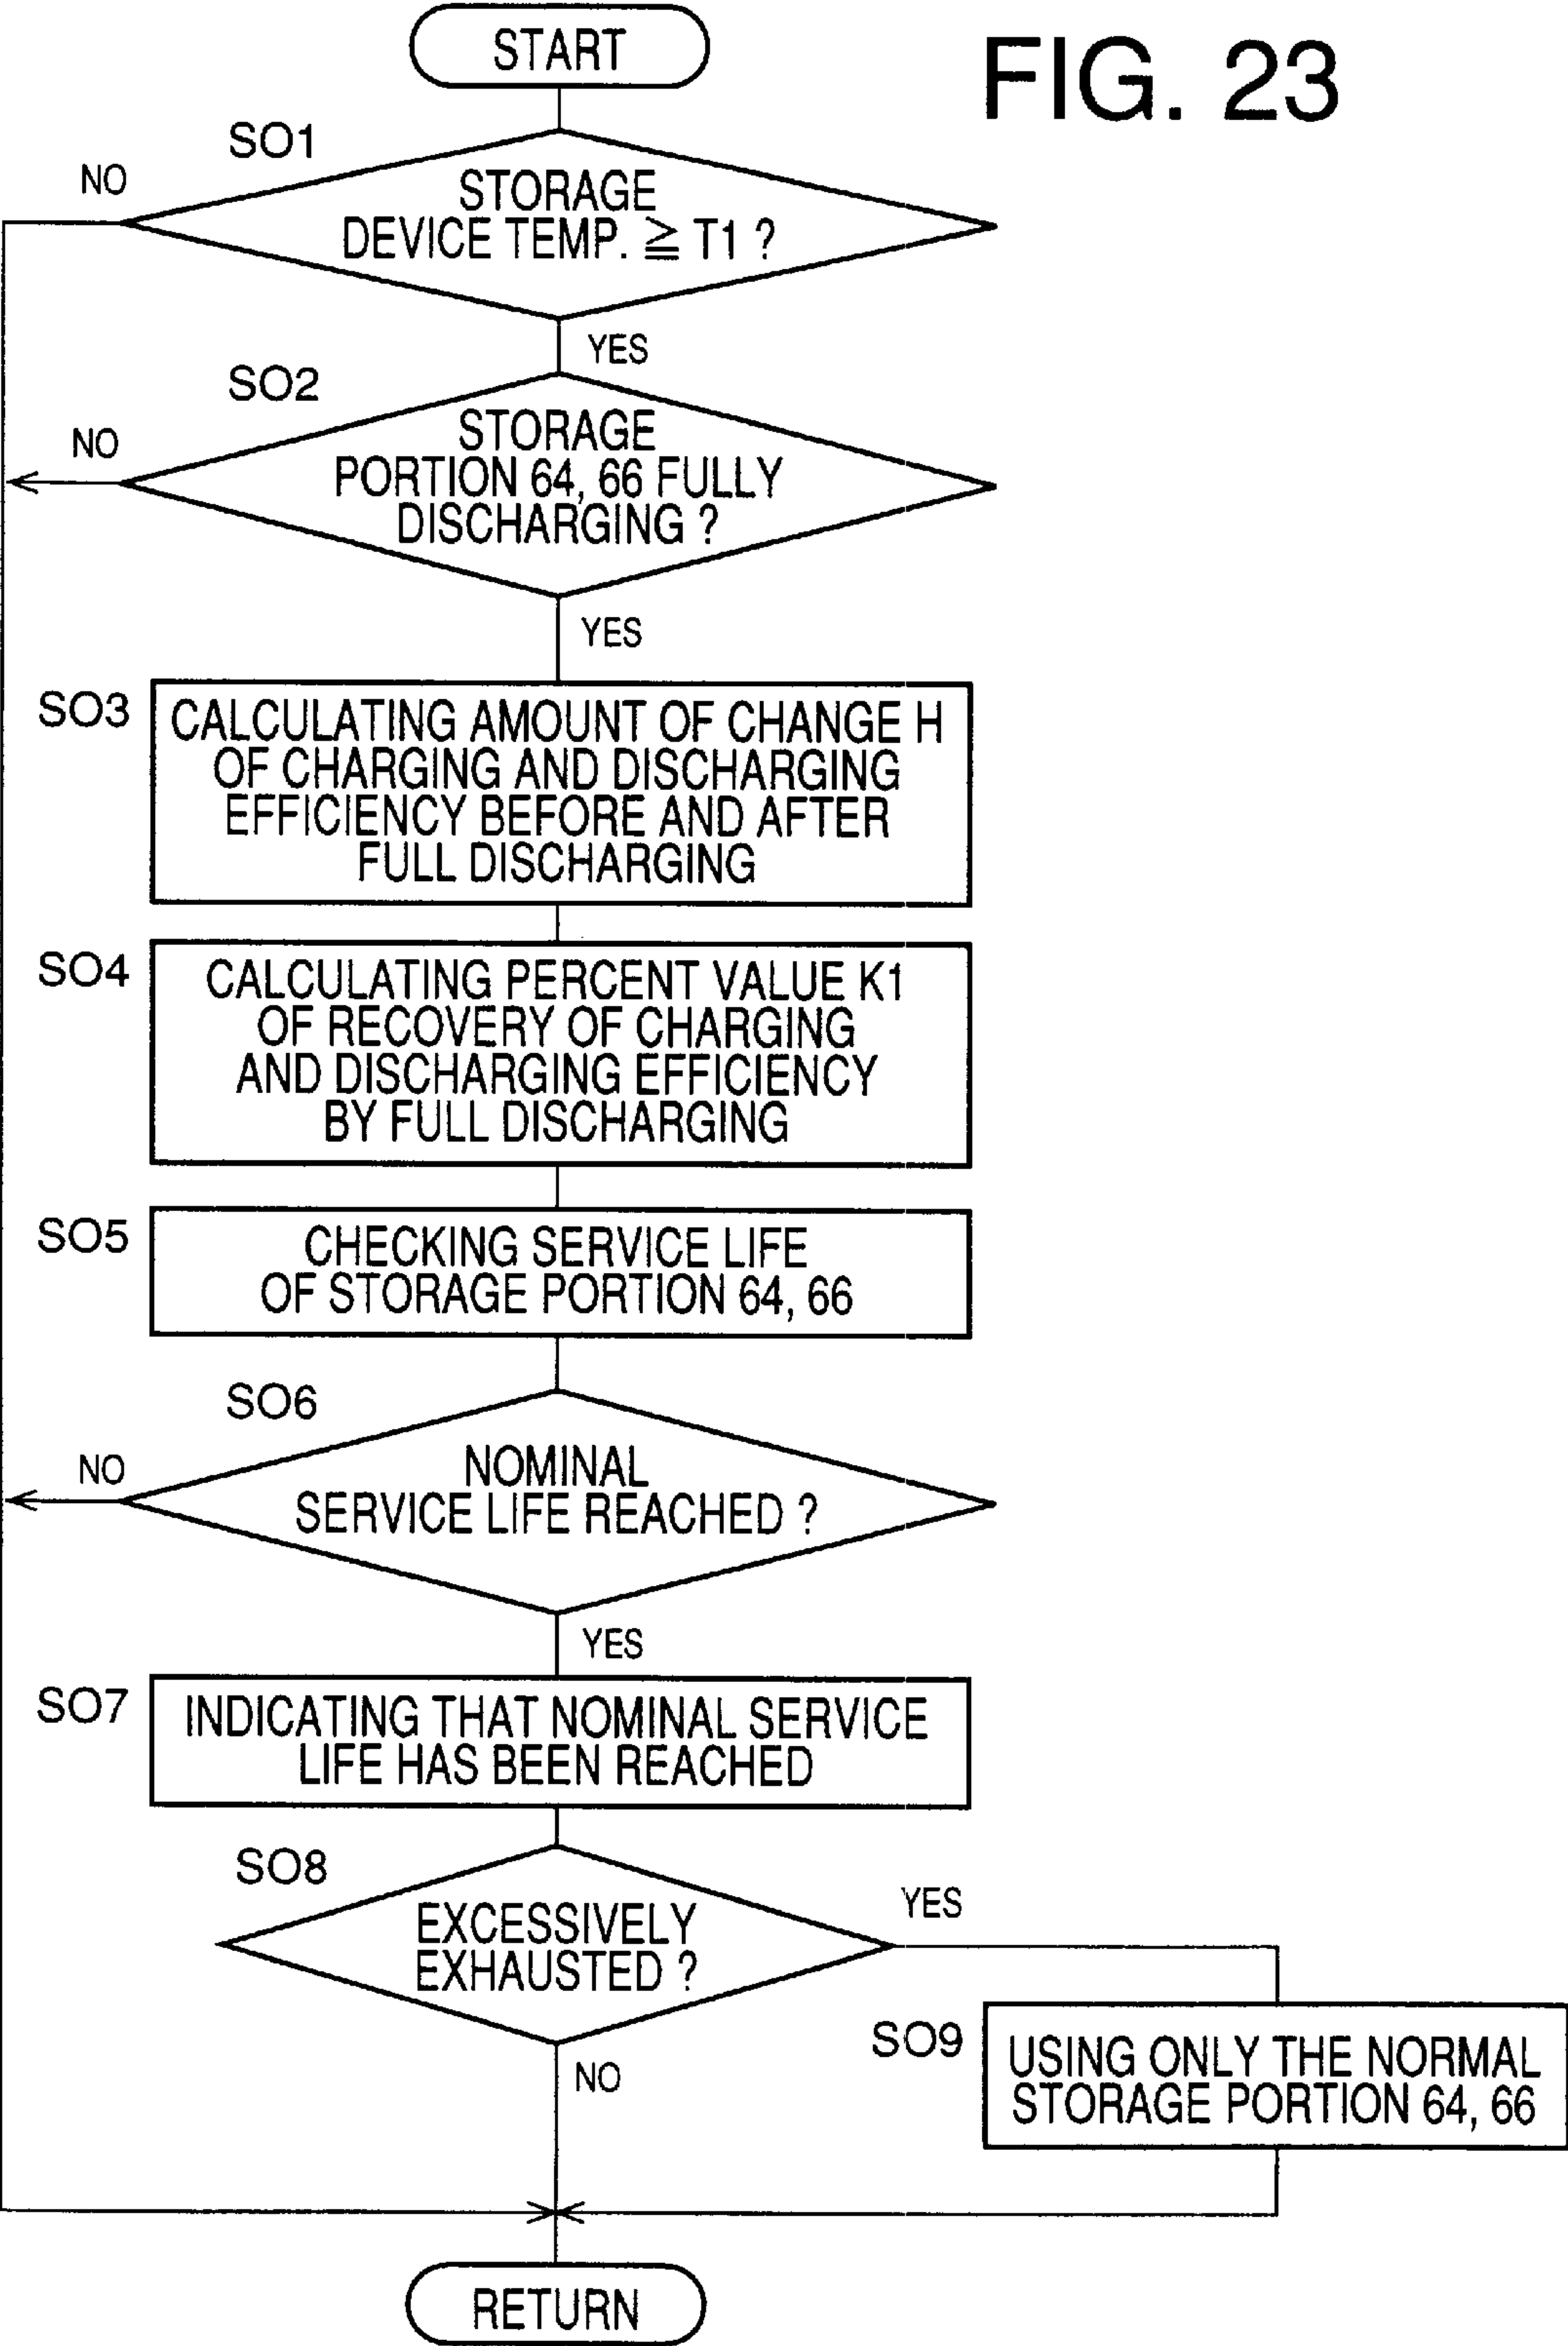 START
FIG. 23
SO1
NO
STORAGE
DEVICE TEMP. ≧ T1 ?
YES
SO2
NO
STORAGE
PORTION 64, 66 FULLY
DISCHARGING ?
YES
SO3
CALCULATING AMOUNT OF CHANGE H
OF CHARGING AND DISCHARGING
EFFICIENCY BEFORE AND AFTER
FULL DISCHARGING
SO4
CALCULATING PERCENT VALUE K1
OF RECOVERY OF CHARGING
AND DISCHARGING EFFICIENCY
BY FULL DISCHARGING
SO5
CHECKING SERVICE LIFE
OF STORAGE PORTION 64, 66
SO6
NO
NOMINAL
SERVICE LIFE REACHED ?
YES
SO7
INDICATING THAT NOMINAL SERVICE
LIFE HAS BEEN REACHED
SO8
EXCESSIVELY
EXHAUSTED ?
YES
NO
SO9
USING ONLY THE NORMAL
STORAGE PORTION 64, 66
RETURN